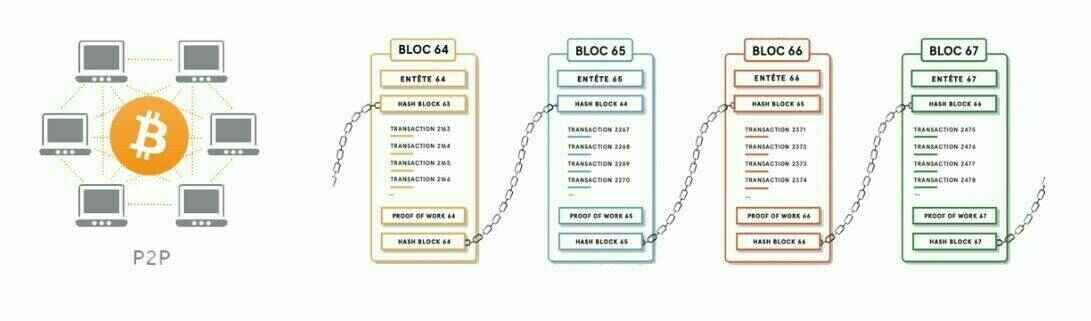 P2P
BLOC 64
ENTÊTE 64
HASH BLOCK 63
TRANSACTION 2163
TRANSACTION 2164
TRANSACTION 2165
TRANSACTION 2166
...
PROOF OF WORK 64
HASH BLOCK 64
BLOC 65
ENTÊTE 65
HASH BLOCK 64
TRANSACTION 2267
TRANSACTION 2268
TRANSACTION 2269
TRANSACTION 2270
...
PROOF OF WORK 65
HASH BLOCK 65
BLOC 66
ENTÊTE 66
HASH BLOCK 65
TRANSACTION 2371
TRANSACTION 2372
TRANSACTION 2373
TRANSACTION 2374
...
PROOF OF WORK 66
HASH BLOCK 66
BLOC 67
ENTÊTE 67
HASH BLOCK 66
TRANSACTION 2475
TRANSACTION 2476
TRANSACTION 2477
TRANSACTION 2478
...
PROOF OF WORK 67
HASH BLOCK 67